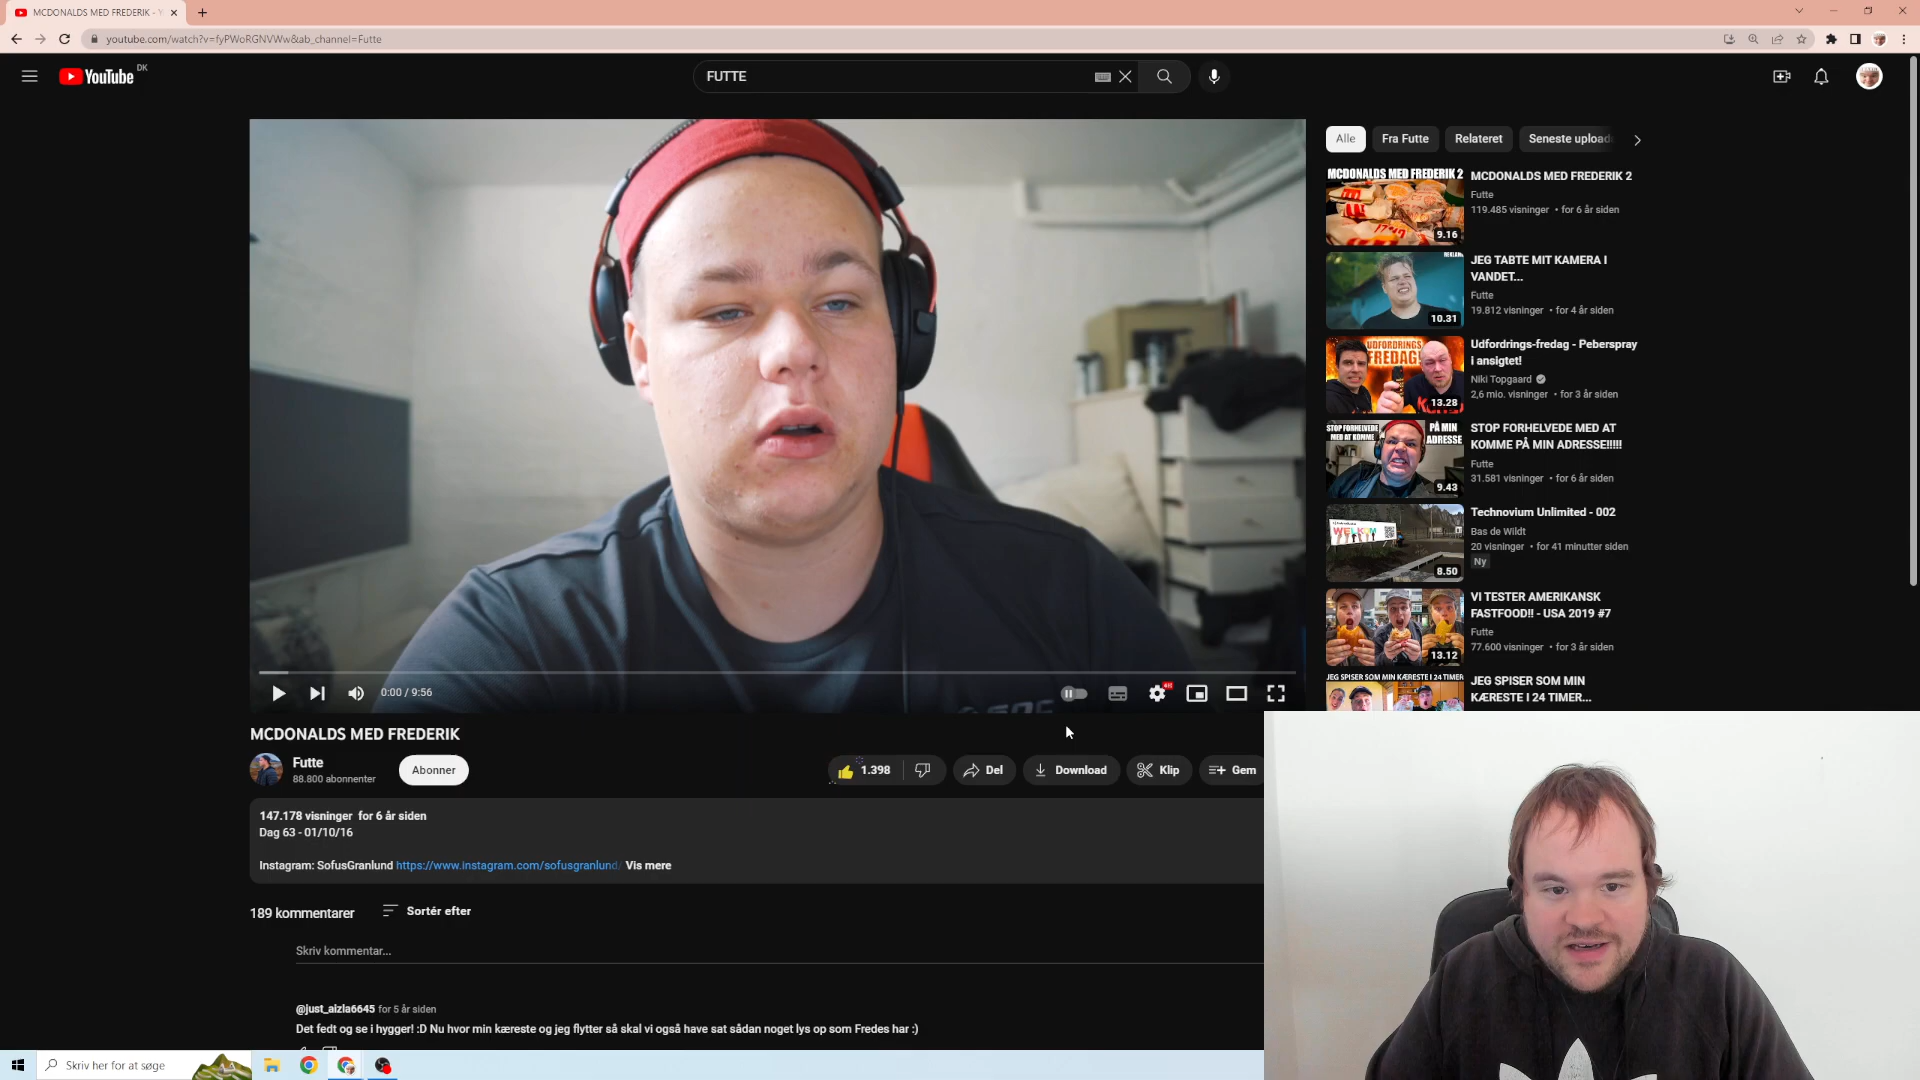 MCDONALDS MED FREDERIK - Y
youtube.com/watch?v=fyPWoRGNVWw&ab_channel=Futte
YouTube DK
FUTTE
Alle
Fra Futte
Relateret
Seneste upload
MCDONALDS MED FREDERIK 2
9.16
MCDONALDS MED FREDERIK 2
Futte
119.485 visninger • for 6 år siden
REKLAME
10.31
JEG TABTE MIT KAMERA I
VANDET...
Futte
19.812 visninger • for 4 år siden
UDFORDRINGS
FREDAG!
13.28
Udfordrings-fredag - Peberspray
i ansigtet!
Niki Topgaard
2,6 mio. visninger • for 3 år siden
STOP FORHELVEDE
MED AT KOMME
PÅ MIN
ADRESSE
9.43
STOP FORHELVEDE MED AT
KOMME PÅ MIN ADRESSE!!!!!
Futte
31.581 visninger • for 6 år siden
WELKOM
8.50
Technovium Unlimited - 002
Bas de Wildt
20 visninger • for 41 minutter siden
Ny
13.12
VI TESTER AMERIKANSK
FASTFOOD!! - USA 2019 #7
Futte
77.600 visninger • for 3 år siden
JEG SPISER SOM MIN KÆRESTE I 24 TIMER
JEG SPISER SOM MIN
KÆRESTE I 24 TIMER...
0:00 / 9:56
MCDONALDS MED FREDERIK
Futte
88.800 abonnenter
Abonner
1.398
Del
Download
Klip
Gem
147.178 visninger for 6 år siden
Dag 63 - 01/10/16
Instagram: SofusGranlund https://www.instagram.com/sofusgranlund/ Vis mere
189 kommentarer
Sortér efter
Skriv kommentar...
@just_aizla6645 for 5 år siden
Det fedt og se i hygger! :D Nu hvor min kæreste og jeg flytter så skal vi også have sat sådan noget lys op som Fredes har :)
Skriv her for at søge